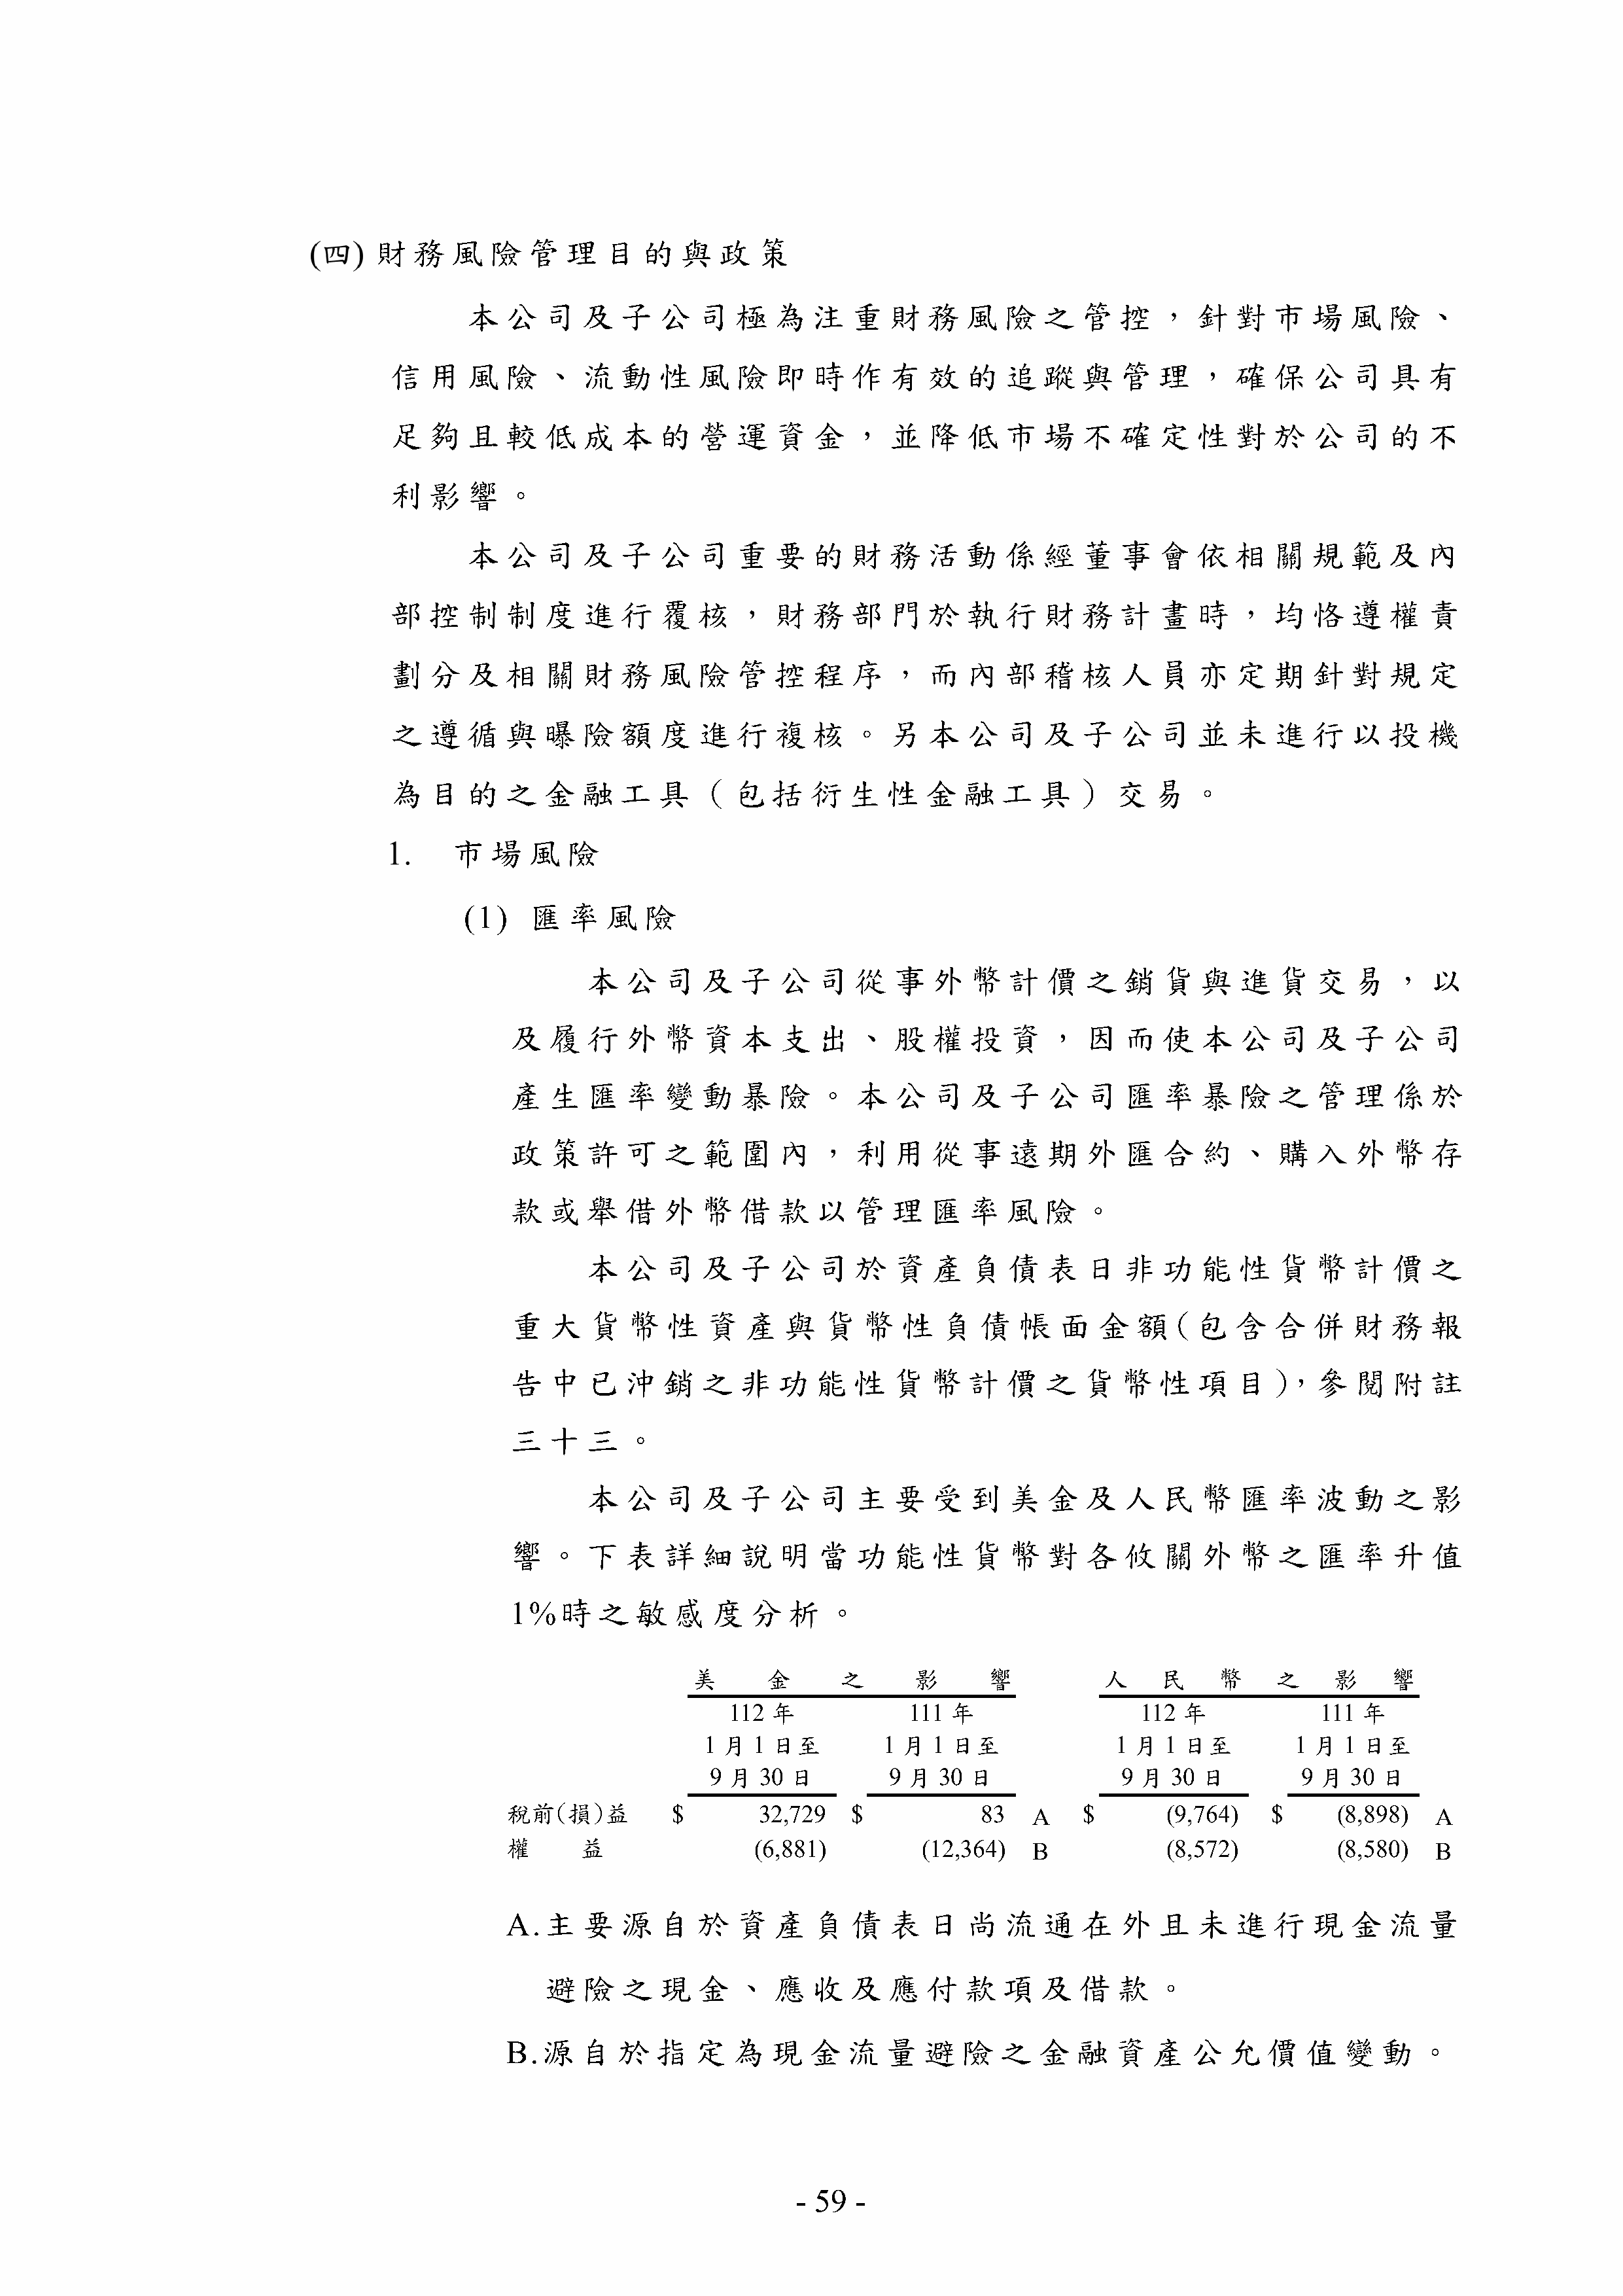 (四) 財務風險管理目的與政策
本公司及子公司極為注重財務風險之管控，針對市場風險、
信用風險、流動性風險即時作有效的追蹤與管理，確保公司具有
足夠且較低成本的營運資金，並降低市場不確定性對於公司的不
利影響。
本公司及子公司重要的財務活動係經董事會依相關規範及內
部控制制度進行覆核，財務部門於執行財務計畫時，均恪遵權責
劃分及相關財務風險管控程序，而內部稽核人員亦定期針對規定
之遵循與曝險額度進行複核。另本公司及子公司並未進行以投機
為目的之金融工具（包括衍生性金融工具）交易。
1. 市場風險
(1) 匯率風險
本公司及子公司從事外幣計價之銷貨與進貨交易，以
及履行外幣資本支出、股權投資，因而使本公司及子公司
產生匯率變動暴險。本公司及子公司匯率暴險之管理係於
政策許可之範圍內，利用從事遠期外匯合約、購入外幣存
款或舉借外幣借款以管理匯率風險。
本公司及子公司於資產負債表日非功能性貨幣計價之
重大貨幣性資產與貨幣性負債帳面金額(包含合併財務報
告中已沖銷之非功能性貨幣計價之貨幣性項目)，參閱附註
三十三。
本公司及子公司主要受到美金及人民幣匯率波動之影
響。下表詳細說明當功能性貨幣對各攸關外幣之匯率升值
1%時之敏感度分析。
美金之影響 人民幣之影響
112 年 111 年 112 年 111 年
1 月 1 日至 1 月 1 日至 1 月 1 日至 1 月 1 日至
9 月 30 日 9 月 30 日 9 月 30 日 9 月 30 日
稅前(損)益 $ 32,729 $ 83 A $ (9,764) $ (8,898) A
權益 (6,881) (12,364) B (8,572) (8,580) B
A.主要源自於資產負債表日尚流通在外且未進行現金流量
避險之現金、應收及應付款項及借款。
B.源自於指定為現金流量避險之金融資產公允價值變動。
- 59 -